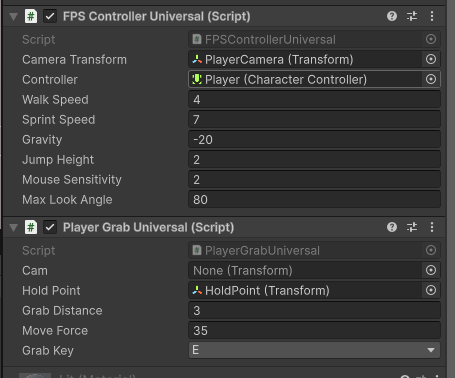 FPS Controller Universal (Script)
Script FPSControllerUniversal
Camera Transform PlayerCamera (Transform)
Controller Player (Character Controller)
Walk Speed 4
Sprint Speed 7
Gravity -20
Jump Height 2
Mouse Sensitivity 2
Max Look Angle 80
Player Grab Universal (Script)
Script PlayerGrabUniversal
Cam None (Transform)
Hold Point HoldPoint (Transform)
Grab Distance 3
Move Force 35
Grab Key E